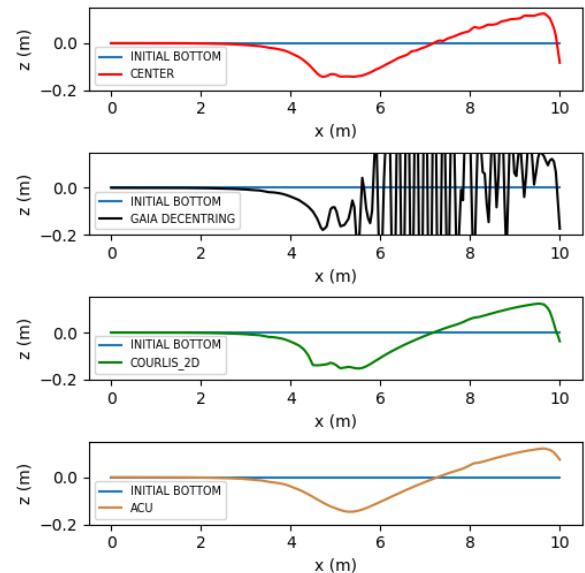 0.0
−0.2
z (m)
INITIAL BOTTOM
CENTER
0 2 4 6 8 10
x (m)
0.0
−0.2
z (m)
INITIAL BOTTOM
GAIA DECENTRING
0 2 4 6 8 10
x (m)
0.0
−0.2
z (m)
INITIAL BOTTOM
COURLIS_2D
0 2 4 6 8 10
x (m)
0.0
−0.2
z (m)
INITIAL BOTTOM
ACU
0 2 4 6 8 10
x (m)